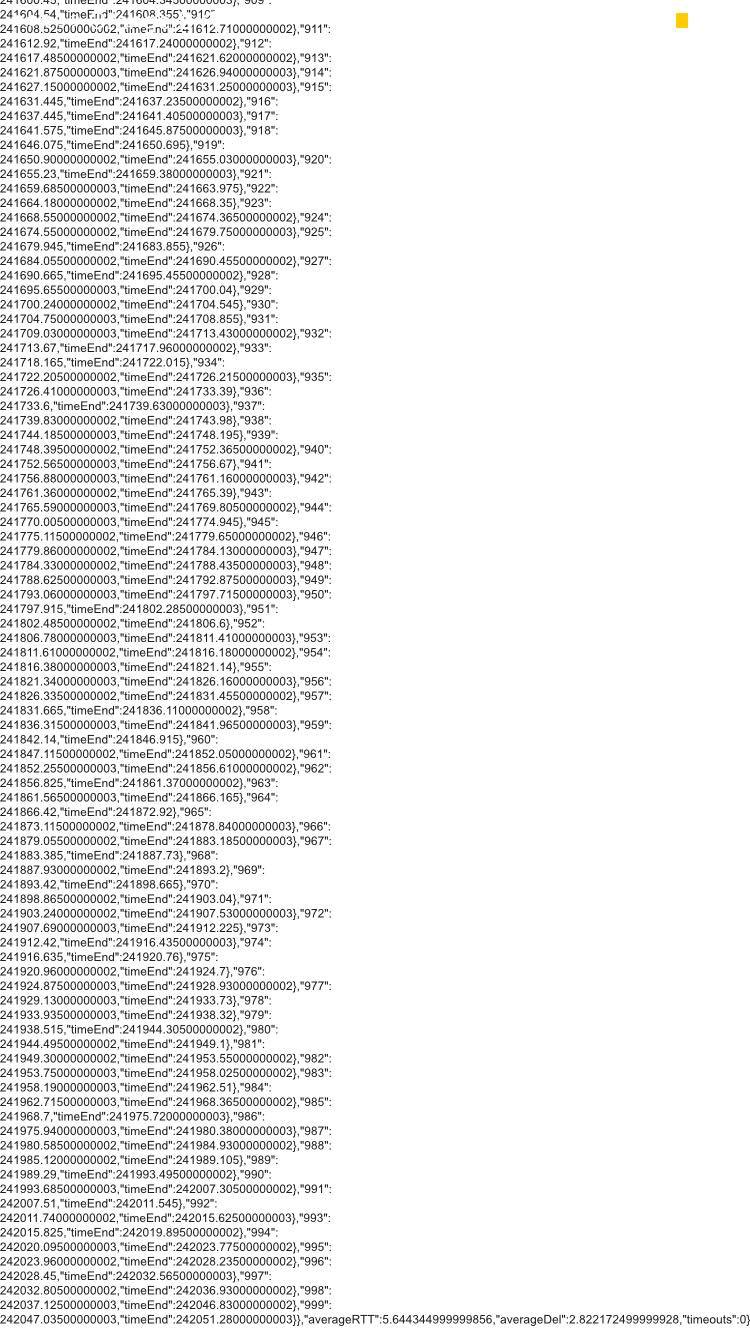 241604.54,"timeEnd":241608.355},"910"
241608.52500000002,"timeEnd":241612.71000000002},"911":
241612.92,"timeEnd":241617.24000000002},"912":
241617.48500000002,"timeEnd":241621.62000000002},"913":
241621.87500000003,"timeEnd":241626.94000000003},"914":
241627.15000000002,"timeEnd":241631.25000000003},"915":
241631.445,"timeEnd":241637.23500000002},"916":
241637.445,"timeEnd":241641.40500000003},"917":
241641.575,"timeEnd":241645.87500000003},"918":
241646.075,"timeEnd":241650.695},"919":
241650.90000000002,"timeEnd":241655.03000000003},"920":
241655.23,"timeEnd":241659.38000000003},"921":
241659.68500000003,"timeEnd":241663.975},"922":
241664.18000000002,"timeEnd":241668.35},"923":
241668.55000000002,"timeEnd":241674.36500000002},"924":
241674.55000000002,"timeEnd":241679.75000000003},"925":
241679.945,"timeEnd":241683.855},"926":
241684.05500000002,"timeEnd":241690.45500000002},"927":
241690.665,"timeEnd":241695.45500000002},"928":
241695.65500000003,"timeEnd":241700.04},"929":
241700.24000000002,"timeEnd":241704.545},"930":
241704.75000000003,"timeEnd":241708.855},"931":
241709.03000000003,"timeEnd":241713.43000000002},"932":
241713.67,"timeEnd":241717.96000000002},"933":
241718.165,"timeEnd":241722.015},"934":
241722.20500000002,"timeEnd":241726.21500000003},"935":
241726.41000000003,"timeEnd":241733.39},"936":
241733.6,"timeEnd":241739.63000000003},"937":
241739.83000000002,"timeEnd":241743.98},"938":
241744.18500000003,"timeEnd":241748.195},"939":
241748.39500000002,"timeEnd":241752.36500000002},"940":
241752.56500000003,"timeEnd":241756.67},"941":
241756.88000000003,"timeEnd":241761.16000000003},"942":
241761.36000000002,"timeEnd":241765.39},"943":
241765.59000000003,"timeEnd":241769.80500000002},"944":
241770.00500000003,"timeEnd":241774.945},"945":
241775.11500000002,"timeEnd":241779.65000000002},"946":
241779.86000000002,"timeEnd":241784.13000000003},"947":
241784.33000000002,"timeEnd":241788.43500000003},"948":
241788.62500000003,"timeEnd":241792.87500000003},"949":
241793.06000000003,"timeEnd":241797.71500000003},"950":
241797.915,"timeEnd":241802.28500000003},"951":
241802.48500000002,"timeEnd":241806.6},"952":
241806.78000000003,"timeEnd":241811.41000000003},"953":
241811.61000000002,"timeEnd":241816.18000000002},"954":
241816.38000000003,"timeEnd":241821.14},"955":
241821.34000000003,"timeEnd":241826.16000000003},"956":
241826.33500000002,"timeEnd":241831.45500000002},"957":
241831.665,"timeEnd":241836.11000000002},"958":
241836.31500000003,"timeEnd":241841.96500000003},"959":
241842.14,"timeEnd":241846.915},"960":
241847.11500000002,"timeEnd":241852.05000000002},"961":
241852.25500000003,"timeEnd":241856.61000000002},"962":
241856.825,"timeEnd":241861.37000000002},"963":
241861.56500000003,"timeEnd":241866.165},"964":
241866.42,"timeEnd":241872.92},"965":
241873.11500000002,"timeEnd":241878.84000000003},"966":
241879.05500000002,"timeEnd":241883.18500000003},"967":
241883.385,"timeEnd":241887.73},"968":
241887.93000000002,"timeEnd":241893.2},"969":
241893.42,"timeEnd":241898.665},"970":
241898.86500000002,"timeEnd":241903.04},"971":
241903.24000000002,"timeEnd":241907.53000000003},"972":
241907.69000000003,"timeEnd":241912.225},"973":
241912.42,"timeEnd":241916.43500000003},"974":
241916.635,"timeEnd":241920.76},"975":
241920.96000000002,"timeEnd":241924.7},"976":
241924.87500000003,"timeEnd":241928.93000000002},"977":
241929.13000000003,"timeEnd":241933.73},"978":
241933.93500000003,"timeEnd":241938.32},"979":
241938.515,"timeEnd":241944.30500000002},"980":
241944.49500000002,"timeEnd":241949.1},"981":
241949.30000000002,"timeEnd":241953.55000000002},"982":
241953.75000000003,"timeEnd":241958.02500000002},"983":
241958.19000000003,"timeEnd":241962.51},"984":
241962.71500000003,"timeEnd":241968.36500000002},"985":
241968.7,"timeEnd":241975.72000000003},"986":
241975.94000000003,"timeEnd":241980.38000000003},"987":
241980.58500000002,"timeEnd":241984.93000000002},"988":
241985.12000000002,"timeEnd":241989.105},"989":
241989.29,"timeEnd":241993.49500000002},"990":
241993.68500000003,"timeEnd":242007.30500000002},"991":
242007.51,"timeEnd":242011.545},"992":
242011.74000000002,"timeEnd":242015.62500000003},"993":
242015.825,"timeEnd":242019.89500000002},"994":
242020.09500000003,"timeEnd":242023.77500000002},"995":
242023.96000000002,"timeEnd":242028.23500000002},"996":
242028.45,"timeEnd":242032.56500000003},"997":
242032.80500000002,"timeEnd":242036.93000000002},"998":
242037.12500000003,"timeEnd":242046.83000000002},"999":
242047.03500000003,"timeEnd":242051.28000000003}},"averageRTT":5.644344999999856,"averageDel":2.822172499999928,"timeouts":0}